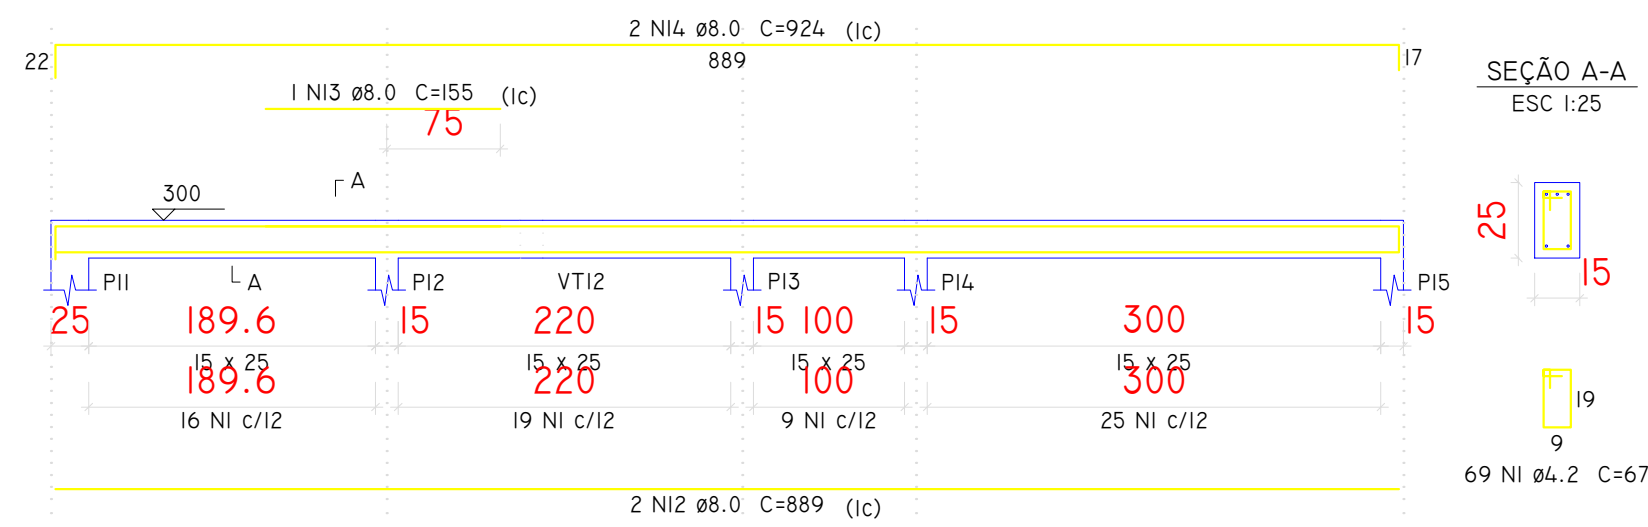 2 N14 ø8.0 C=924 (1c)
22
889
17
1 N13 ø8.0 C=155 (1c)
75
A
300
A
P11
P12
VT12
P13
P14
P15
25
189.6
15
220
15
100
15
300
15
15 x 25
15 x 25
15 x 25
15 x 25
189.6
220
100
300
16 N1 c/12
19 N1 c/12
9 N1 c/12
25 N1 c/12
2 N12 ø8.0 C=889 (1c)
SEÇÃO A-A
ESC 1:25
25
15
19
9
69 N1 ø4.2 C=67